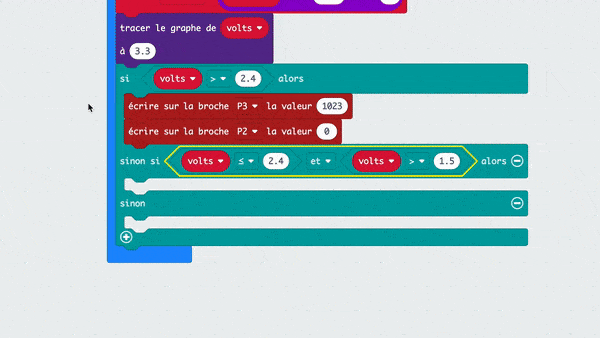 tracer le graphe de volts
à 3.3
si volts > 2.4 alors
écrire sur la broche P3 la valeur 1023
écrire sur la broche P2 la valeur 0
sinon si volts ≤ 2.4 et volts > 1.5 alors
sinon